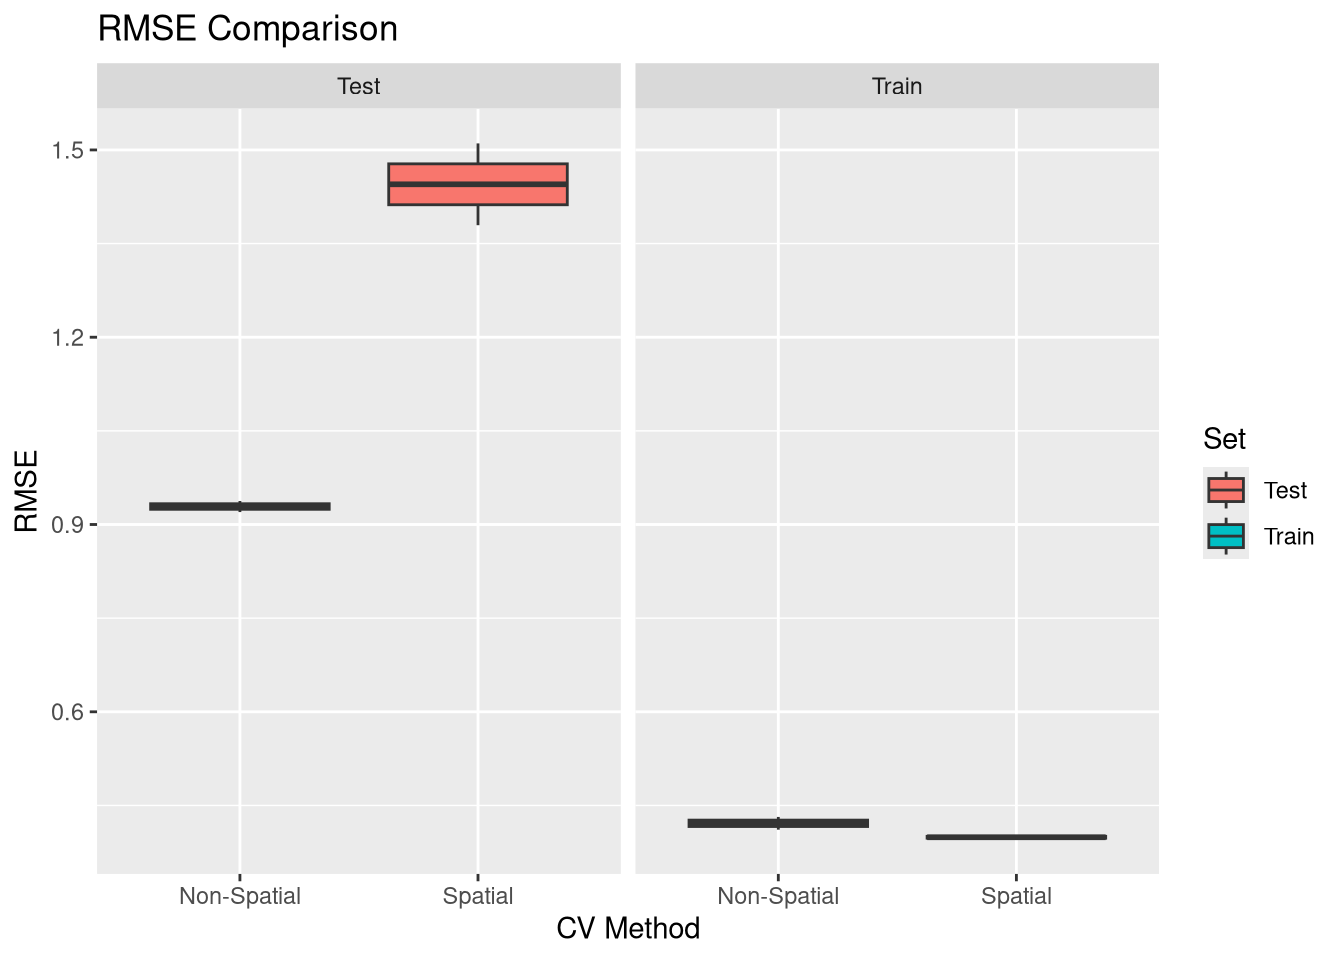 RMSE Comparison
Test
Train
1.5
1.2
0.9
0.6
RMSE
Non-Spatial
Spatial
Non-Spatial
Spatial
CV Method
Set
Test
Train